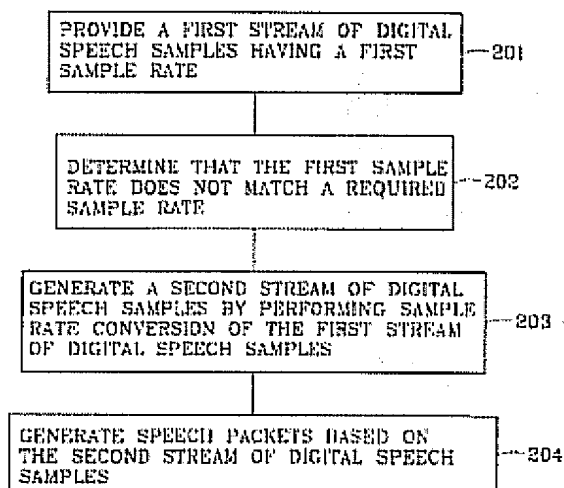 PROVIDE A FIRST STREAM OF DIGITAL
SPEECH SAMPLES HAVING A FIRST
SAMPLE RATE
201
DETERMINE THAT THE FIRST SAMPLE
RATE DOES NOT MATCH A REQUIRED
SAMPLE RATE
202
GENERATE A SECOND STREAM OF DIGITAL
SPEECH SAMPLES BY PERFORMING SAMPLE
RATE CONVERSION OF THE FIRST STREAM
OF DIGITAL SPEECH SAMPLES
203
GENERATE SPEECH PACKETS BASED ON
THE SECOND STREAM OF DIGITAL SPEECH
SAMPLES
204